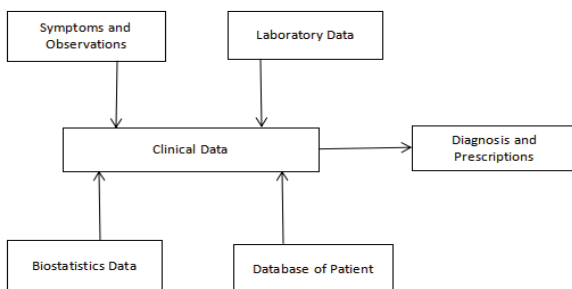 Symptoms and
Observations
Laboratory Data
Clinical Data
Diagnosis and
Prescriptions
Biostatistics Data
Database of Patient